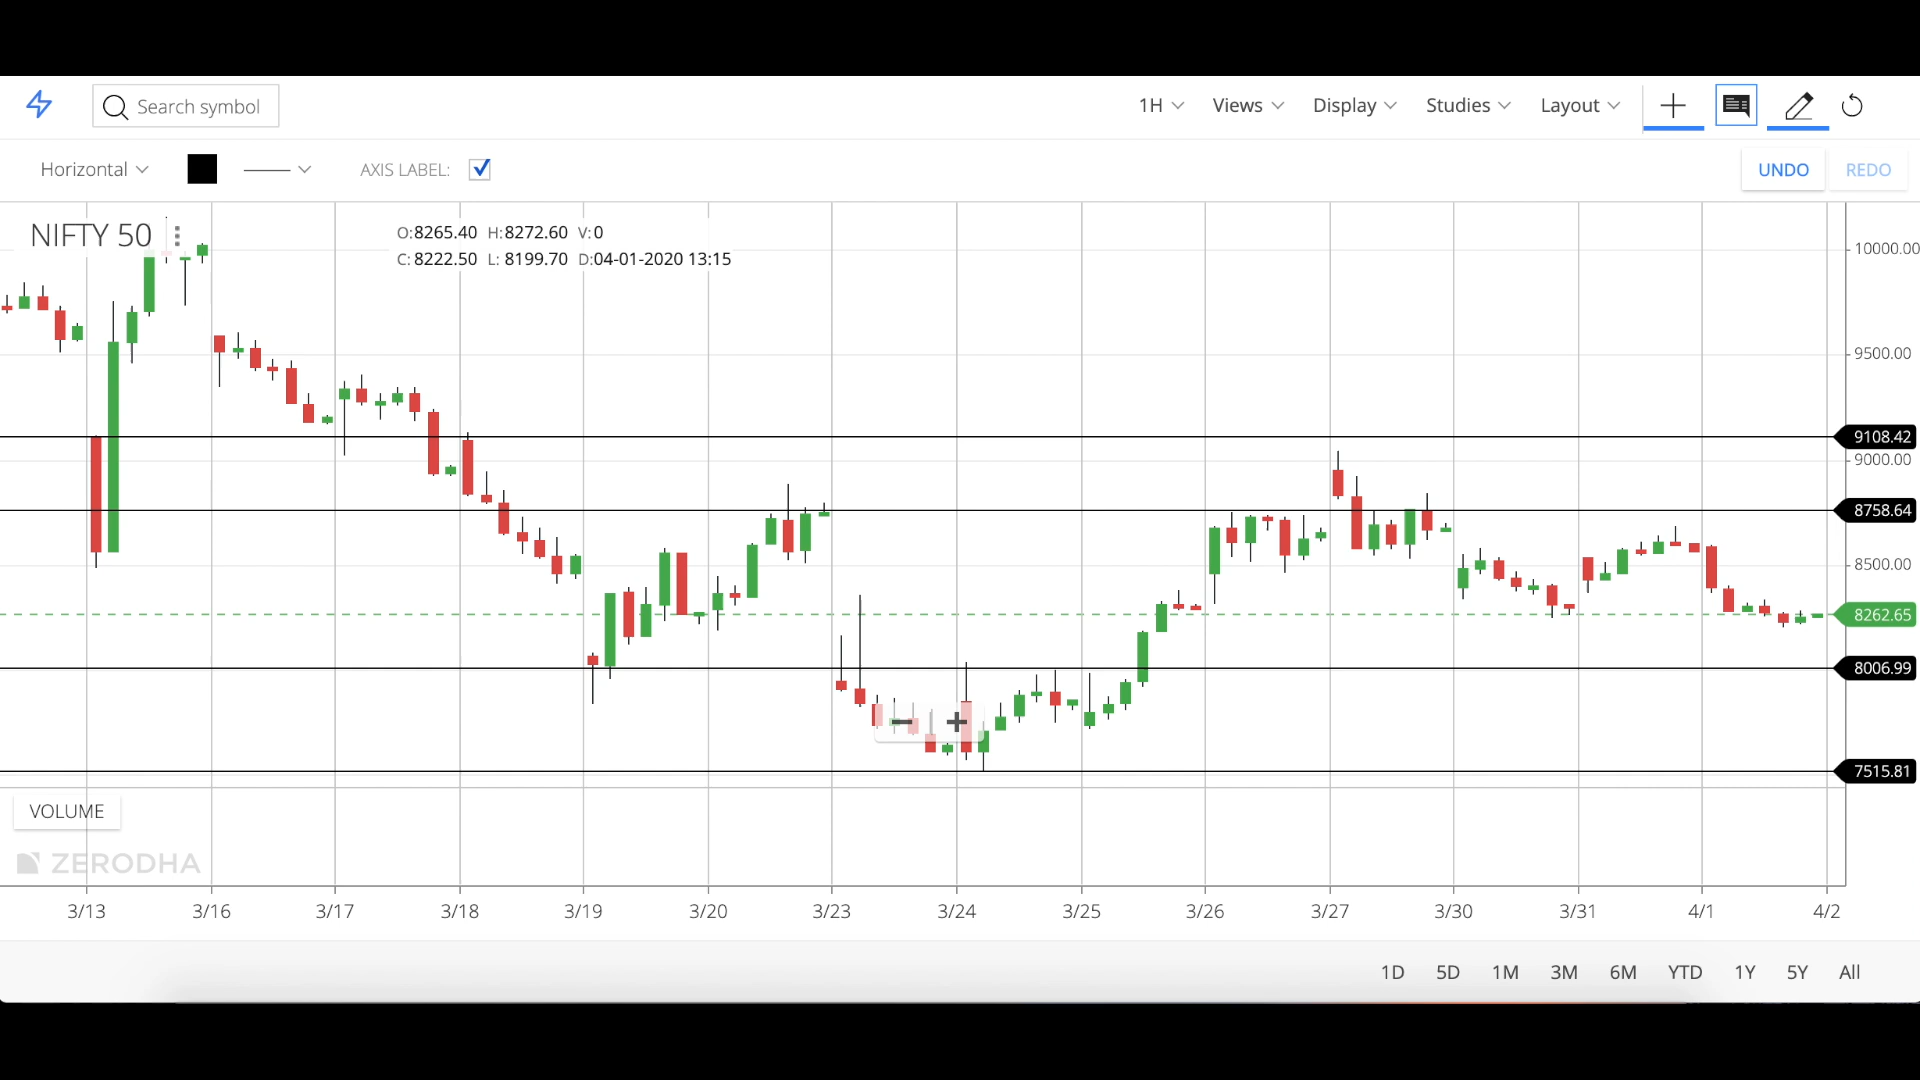 Search symbol 1H Views Display Studies Layout
Horizontal AXIS LABEL: UNDO REDO
NIFTY 50
O:8265.40 H:8272.60 V:0
C:8222.50 L: 8199.70 D:04-01-2020 13:15
10000.00
9500.00
9108.42
9000.00
8758.64
8500.00
8262.65
8006.99
7515.81
VOLUME
ZERODHA
3/13 3/16 3/17 3/18 3/19 3/20 3/23 3/24 3/25 3/26 3/27 3/30 3/31 4/1 4/2
1D 5D 1M 3M 6M YTD 1Y 5Y All